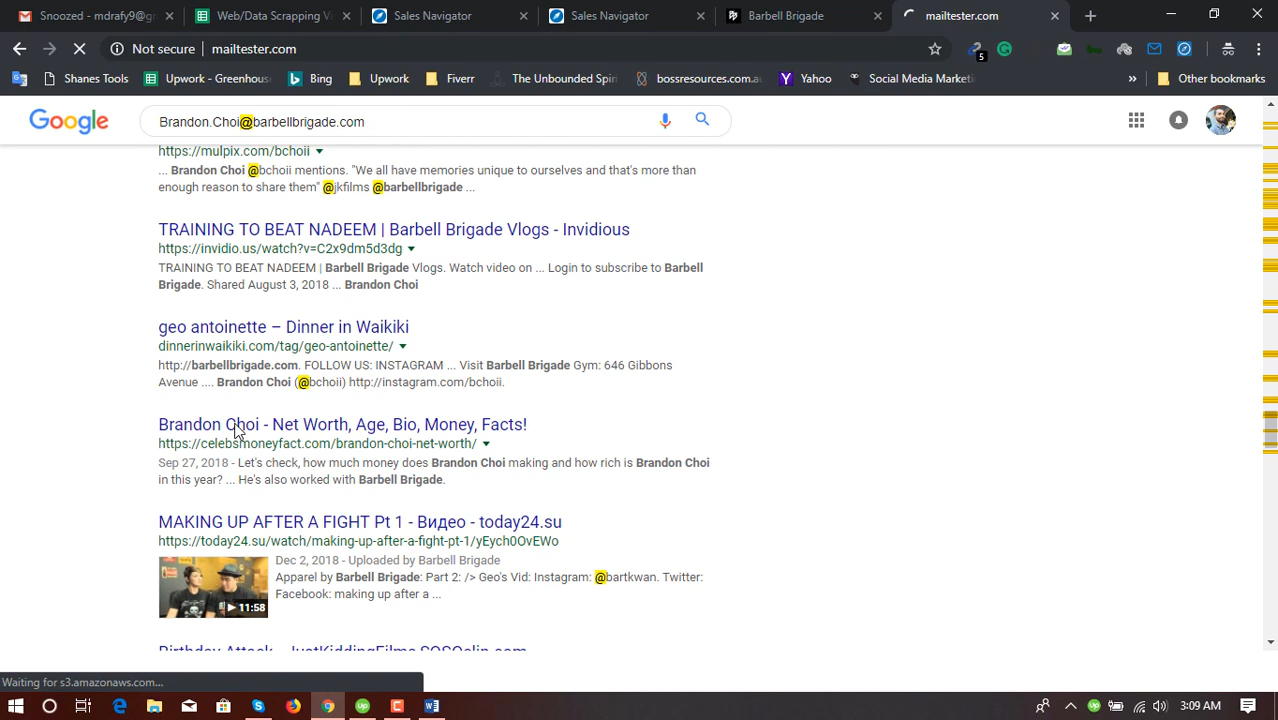 Snoozed - mdrafy9@gr
Web/Data Scrapping Vi
Sales Navigator
Sales Navigator
Barbell Brigade
mailtester.com
Not secure
mailtester.com
5
Shanes Tools
Upwork - Greenhouse
Bing
Upwork
Fiverr
The Unbounded Spiri
bossresources.com.au
Yahoo
Social Media Marketi
»
Other bookmarks
Google
Brandon.Choi@barbellbrigade.com
https://mulpix.com/bchoii
... Brandon Choi @bchoii mentions. "We all have memories unique to ourselves and that's more than
enough reason to share them" @jkfilms @barbellbrigade ...
TRAINING TO BEAT NADEEM | Barbell Brigade Vlogs - Invidious
https://invidio.us/watch?v=C2x9dm5d3dg
TRAINING TO BEAT NADEEM | Barbell Brigade Vlogs. Watch video on ... Login to subscribe to Barbell
Brigade. Shared August 3, 2018 ... Brandon Choi
geo antoinette – Dinner in Waikiki
dinnerinwaikiki.com/tag/geo-antoinette/
http://barbellbrigade.com. FOLLOW US: INSTAGRAM ... Visit Barbell Brigade Gym: 646 Gibbons
Avenue .... Brandon Choi (@bchoii) http://instagram.com/bchoii.
Brandon Choi - Net Worth, Age, Bio, Money, Facts!
https://celebsmoneyfact.com/brandon-choi-net-worth/
Sep 27, 2018 - Let's check, how much money does Brandon Choi making and how rich is Brandon Choi
in this year? ... He's also worked with Barbell Brigade.
MAKING UP AFTER A FIGHT Pt 1 - Видео - today24.su
https://today24.su/watch/making-up-after-a-fight-pt-1/yEych0OvEWo
Dec 2, 2018 - Uploaded by Barbell Brigade
Apparel by Barbell Brigade: Part 2: /> Geo's Vid: Instagram: @bartkwan. Twitter:
Facebook: making up after a ...
11:58
Birthday Attack - JustKiddingFilms SOSOclip.com
Waiting for s3.amazonaws.com...
3:09 AM